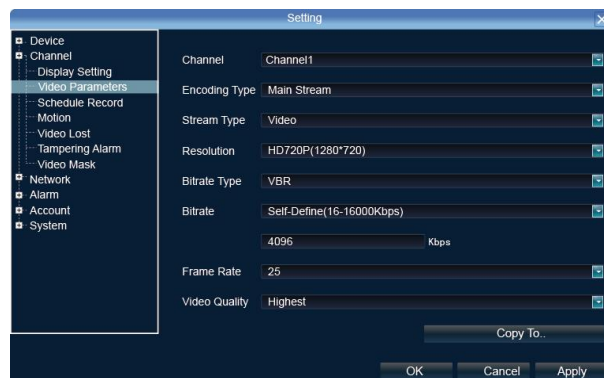 Setting
Device
Channel
Display Setting
Video Parameters
Schedule Record
Motion
Video Lost
Tampering Alarm
Video Mask
Network
Alarm
Account
System
Channel Channel1
Encoding Type Main Stream
Stream Type Video
Resolution HD720P(1280*720)
Bitrate Type VBR
Bitrate Self-Define(16-16000Kbps)
4096 Kbps
Frame Rate 25
Video Quality Highest
Copy To..
OK Cancel Apply